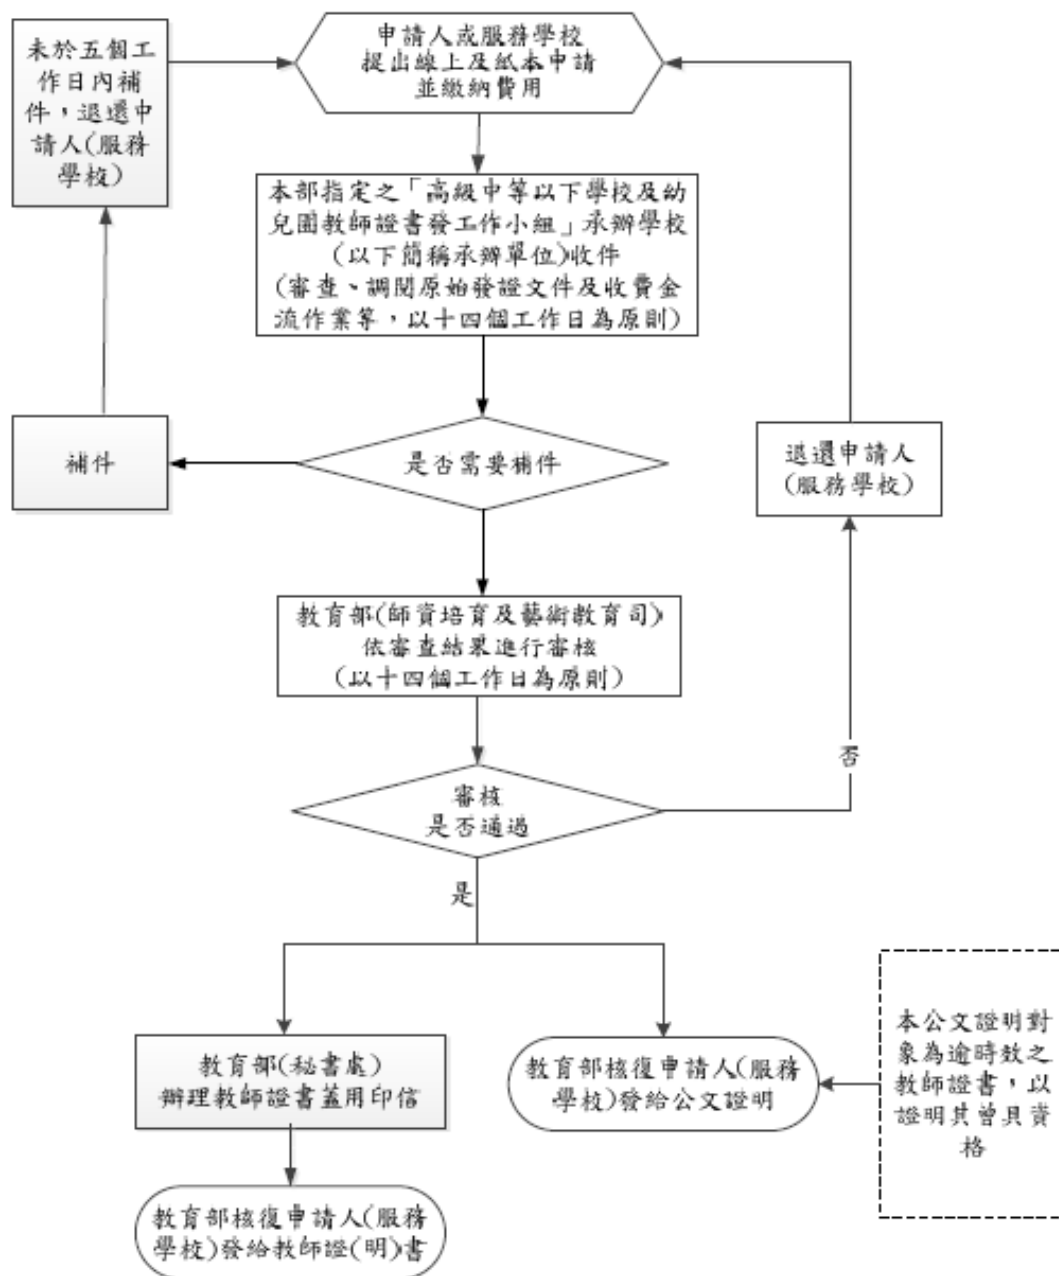 未於五個工
作日內補
件，退還申
請人(服務
學校)
申請人或服務學校
提出線上及紙本申請
並繳納費用
本部指定之「高級中等以下學校及幼
兒園教師證書發工作小組」承辦學校
(以下簡稱承辦單位)收件
(審查、調閱原始發證文件及收費金
流作業等，以十四個工作日為原則)
補件
是否需要補件
退還申請人
(服務學校)
教育部(師資培育及藝術教育司)
依審查結果進行審核
(以十四個工作日為原則)
否
審核
是否通過
是
教育部(秘書處)
辦理教師證書蓋用印信
教育部核復申請人(服務
學校)發給公文證明
本公文證明對
象為逾時效之
教師證書，以
證明其曾具資
格
教育部核復申請人(服務
學校)發給教師證(明)書